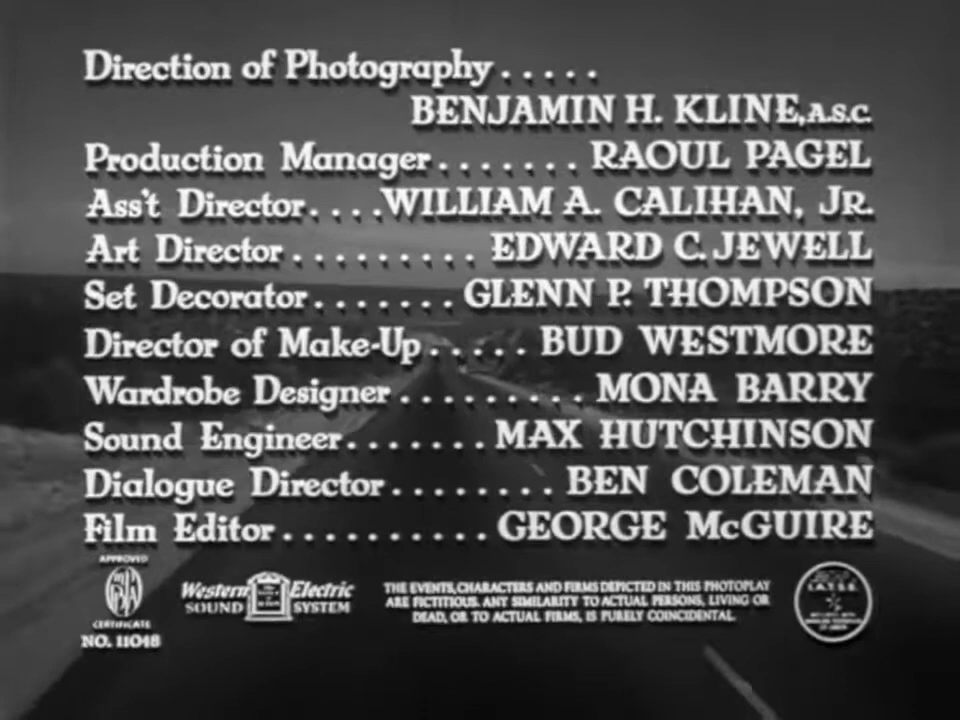 Direction of Photography.....
BENJAMIN H. KLINE, A.S.C.
Production Manager.......RAOUL PAGEL
Ass't Director....WILLIAM A. CALIHAN, JR.
Art Director.........EDWARD C. JEWELL
Set Decorator.......GLENN P. THOMPSON
Director of Make-Up.....BUD WESTMORE
Wardrobe Designer.........MONA BARRY
Sound Engineer.......MAX HUTCHINSON
Dialogue Director........BEN COLEMAN
Film Editor..........GEORGE McGUIRE
APPROVED
CERTIFICATE
NO. 11048
Western Electric
SOUND SYSTEM
THE EVENTS, CHARACTERS AND FIRMS DEPICTED IN THIS PHOTOPLAY
ARE FICTITIOUS. ANY SIMILARITY TO ACTUAL PERSONS, LIVING OR
DEAD, OR TO ACTUAL FIRMS, IS PURELY COINCIDENTAL.
I.A.T.S.E.